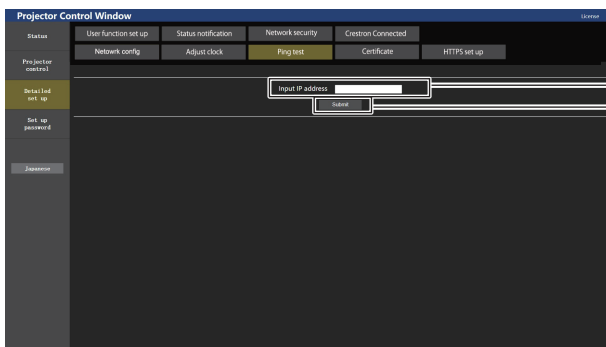 Projector Control Window
License
Status
User function set up
Status notification
Network security
Crestron Connected
Netowrk config
Adjust clock
Ping test
Certificate
HTTPS set up
Projector
control
Detailed
set up
Input IP address
Submit
Set up
password
Japanese